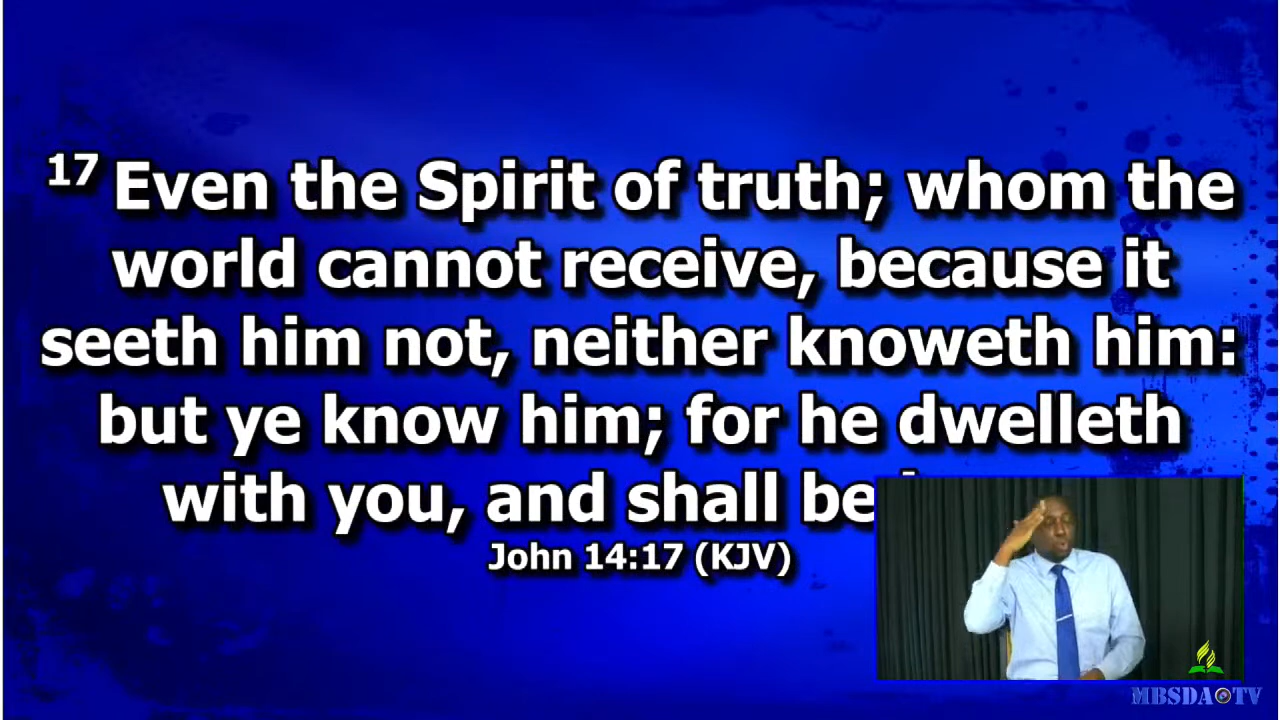 17 Even the Spirit of truth; whom the
world cannot receive, because it
seeth him not, neither knoweth him:
but ye know him; for he dwelleth
with you, and shall be
John 14:17 (KJV)
MBSDA TV